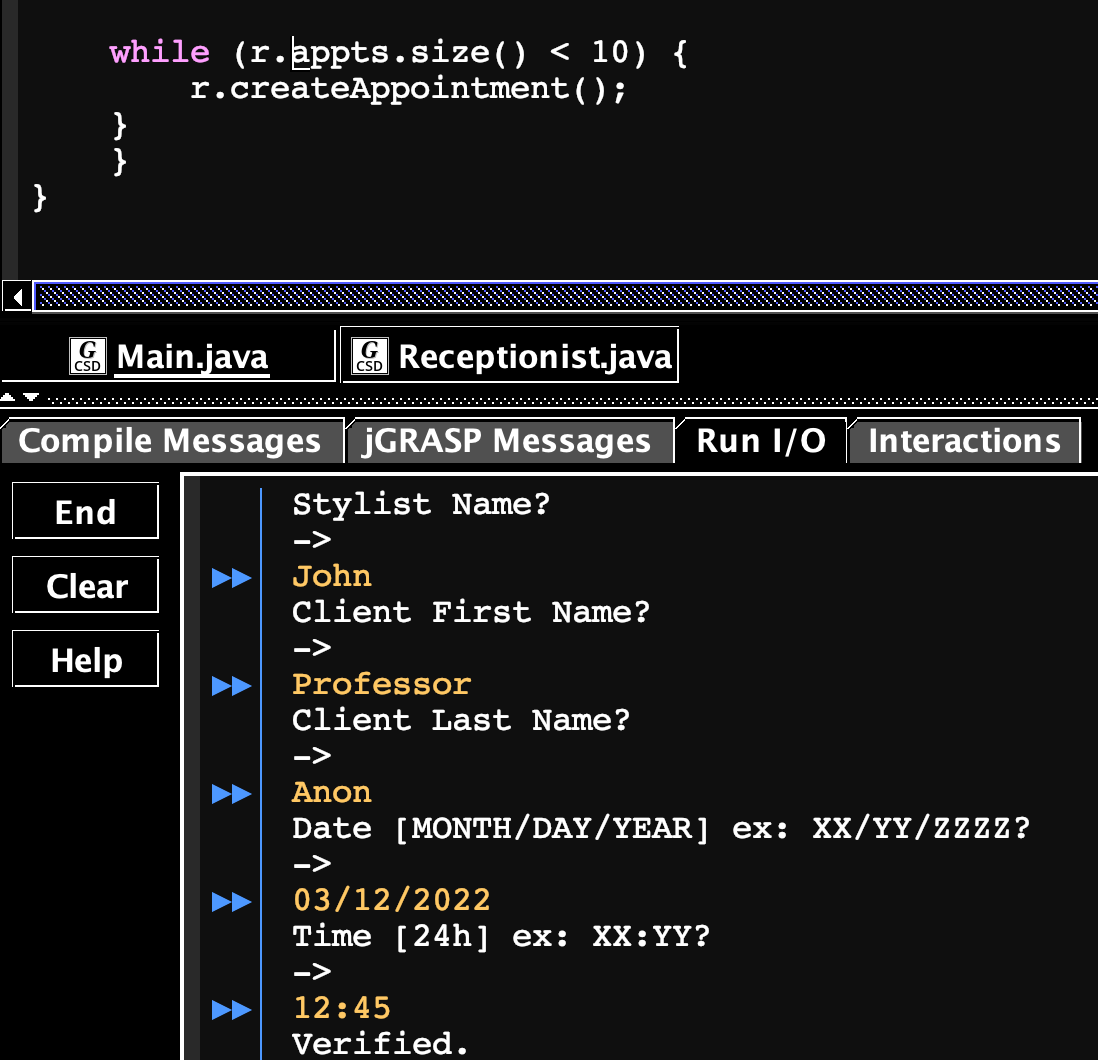 while (r.appts.size() < 10) {
r.createAppointment();
}
}
}
G CSD Main.java G CSD Receptionist.java
Compile Messages jGRASP Messages Run I/O Interactions
End
Clear
Help
Stylist Name?
->
John
Client First Name?
->
Professor
Client Last Name?
->
Anon
Date [MONTH/DAY/YEAR] ex: XX/YY/ZZZZ?
->
03/12/2022
Time [24h] ex: XX:YY?
->
12:45
Verified.